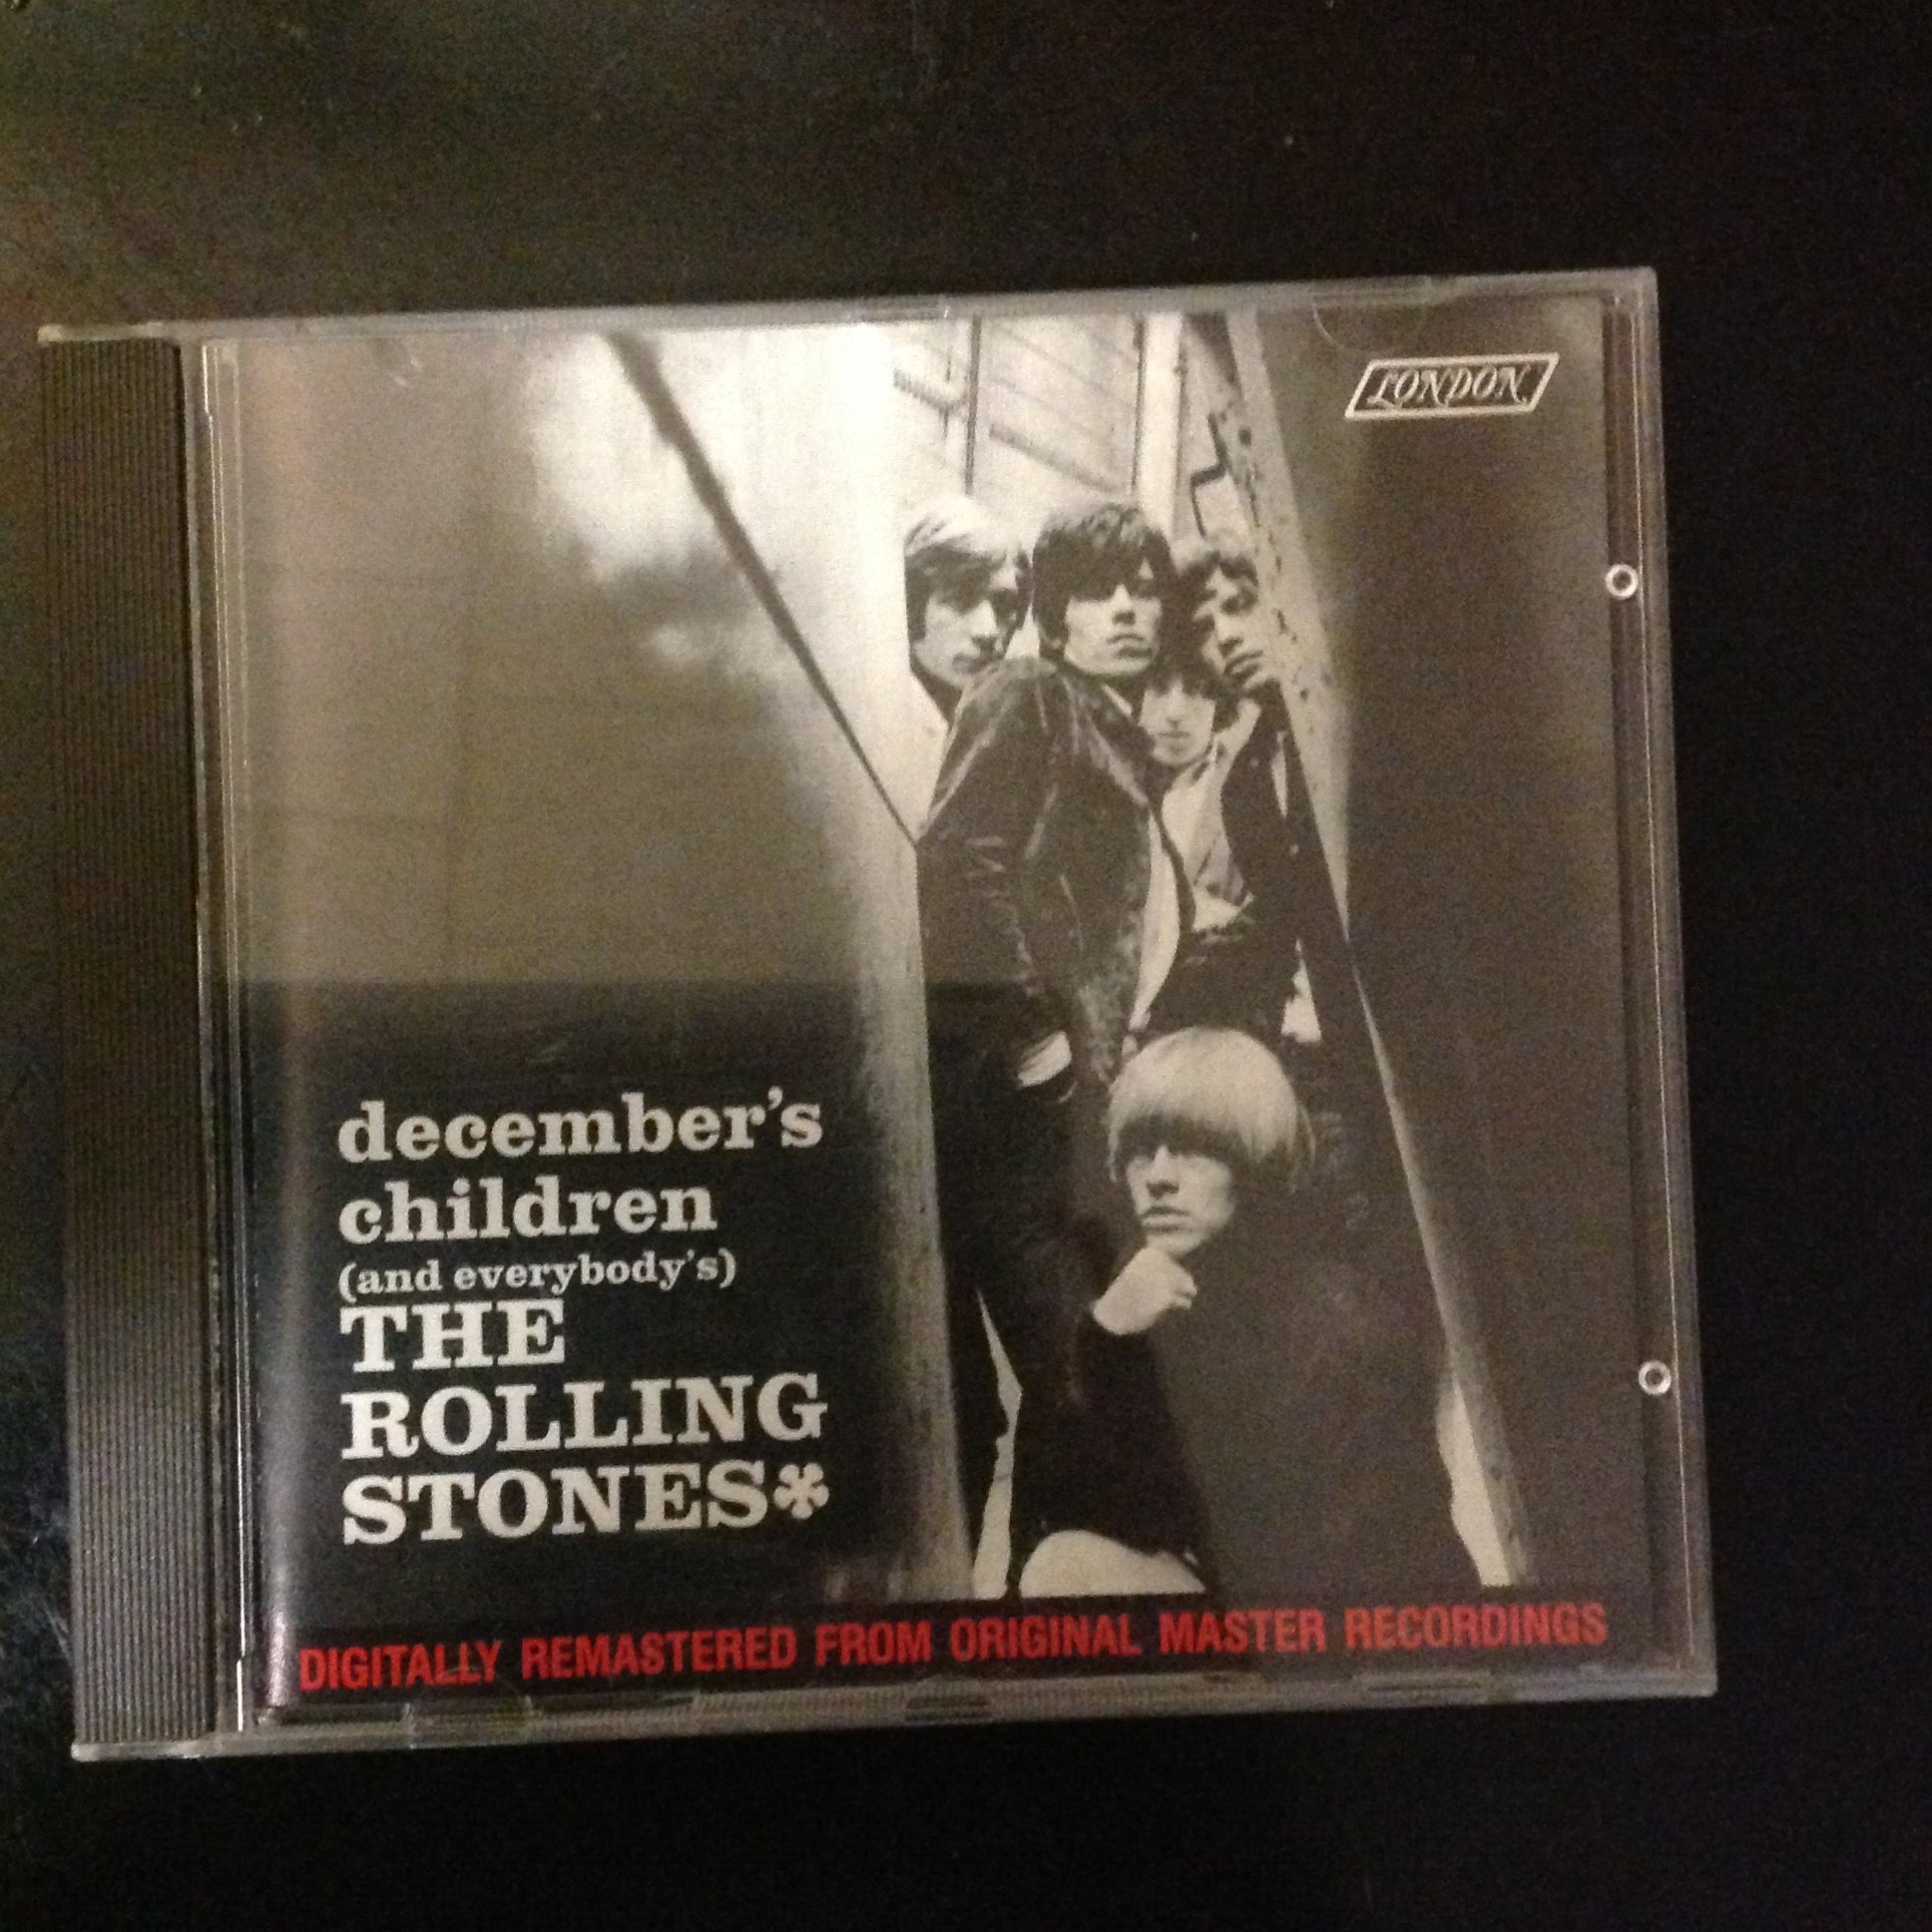 LONDON
december's
children
(and everybody's)
THE
ROLLING
STONES*
DIGITALLY REMASTERED FROM ORIGINAL MASTER RECORDINGS